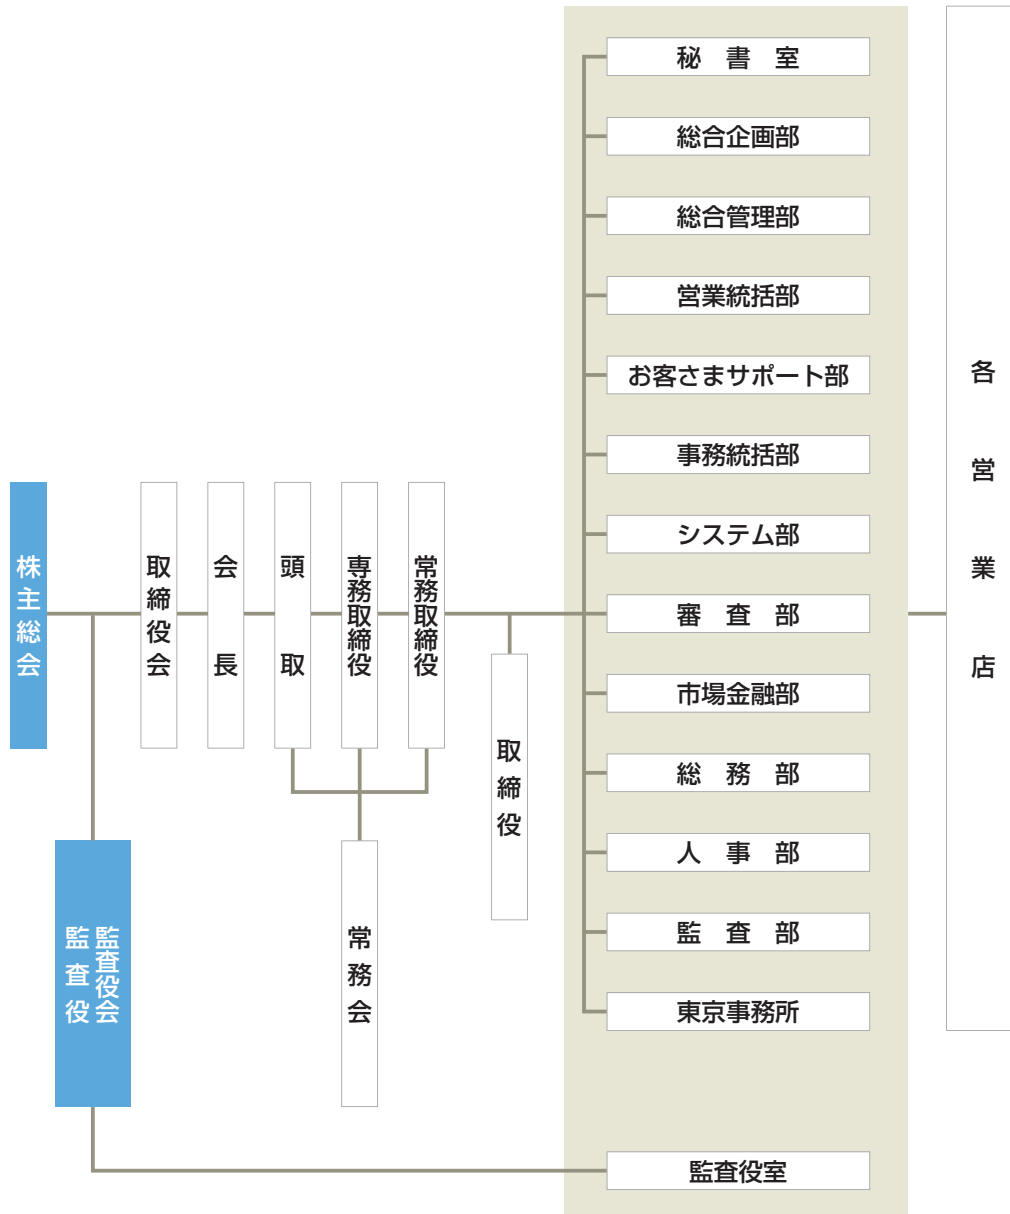 株主総会
監査役会
監査役
取締役会
会長
頭取
専務取締役
常務取締役
常務会
取締役
秘書室
総合企画部
総合管理部
営業統括部
お客さまサポート部
事務統括部
システム部
審査部
市場金融部
総務部
人事部
監査部
東京事務所
監査役室
各営業店